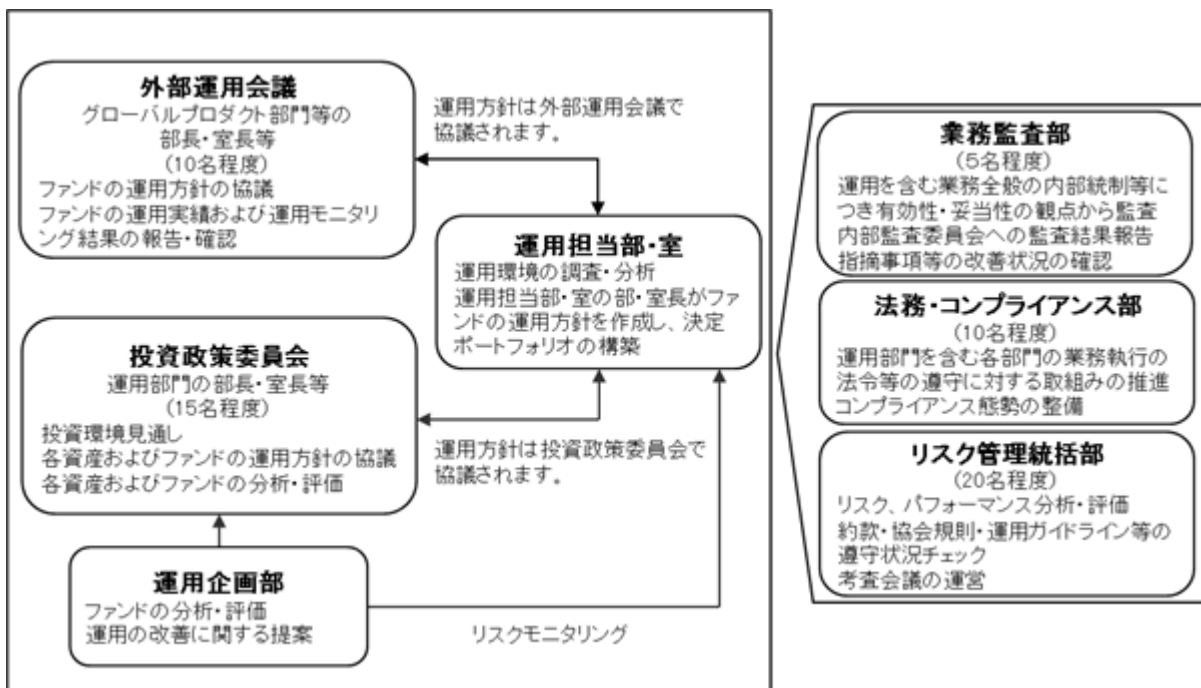 外部運用会議
グローバルプロダクト部門等の
部長・室長等
(10名程度)
ファンドの運用方針の協議
ファンドの運用実績および運用モニタリ
ング結果の報告・確認
運用方針は外部運用会議で
協議されます。
運用担当部・室
運用環境の調査・分析
運用担当部・室の部・室長がファ
ンドの運用方針を作成し、決定
ポートフォリオの構築
投資政策委員会
運用部門の部長・室長等
(15名程度)
投資環境見通し
各資産およびファンドの運用方針の協議
各資産およびファンドの分析・評価
運用方針は投資政策委員会で
協議されます。
運用企画部
ファンドの分析・評価
運用の改善に関する提案
リスクモニタリング
業務監査部
(5名程度)
運用を含む業務全般の内部統制等に
つき有効性・妥当性の観点から監査
内部監査委員会への監査結果報告
指摘事項等の改善状況の確認
法務・コンプライアンス部
(10名程度)
運用部門を含む各部門の業務執行の
法令等の遵守に対する取組みの推進
コンプライアンス態勢の整備
リスク管理統括部
(20名程度)
リスク、パフォーマンス分析・評価
約款・協会規則・運用ガイドライン等の
遵守状況チェック
考査会議の運営